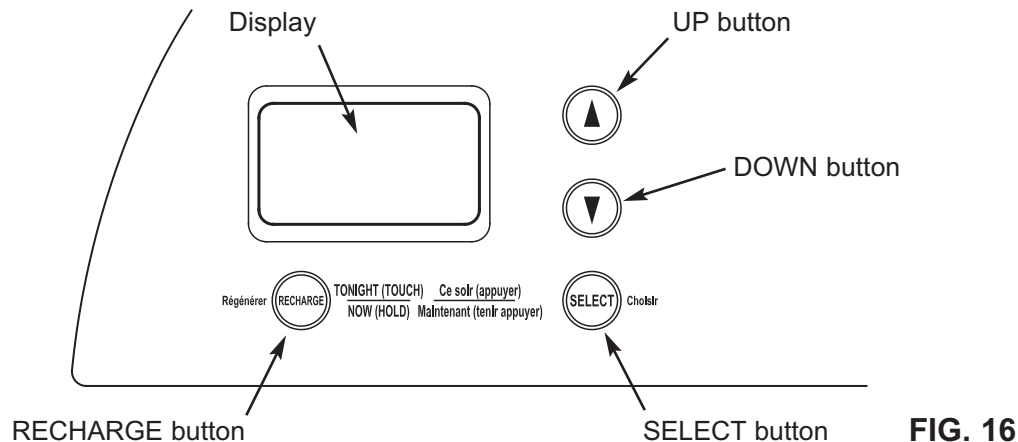 Display
UP button
DOWN button
Régénérer
RECHARGE
TONIGHT (TOUCH)
NOW (HOLD)
Ce soir (appuyer)
Maintenant (tenir appuyer)
SELECT
Choisir
RECHARGE button
SELECT button
FIG. 16